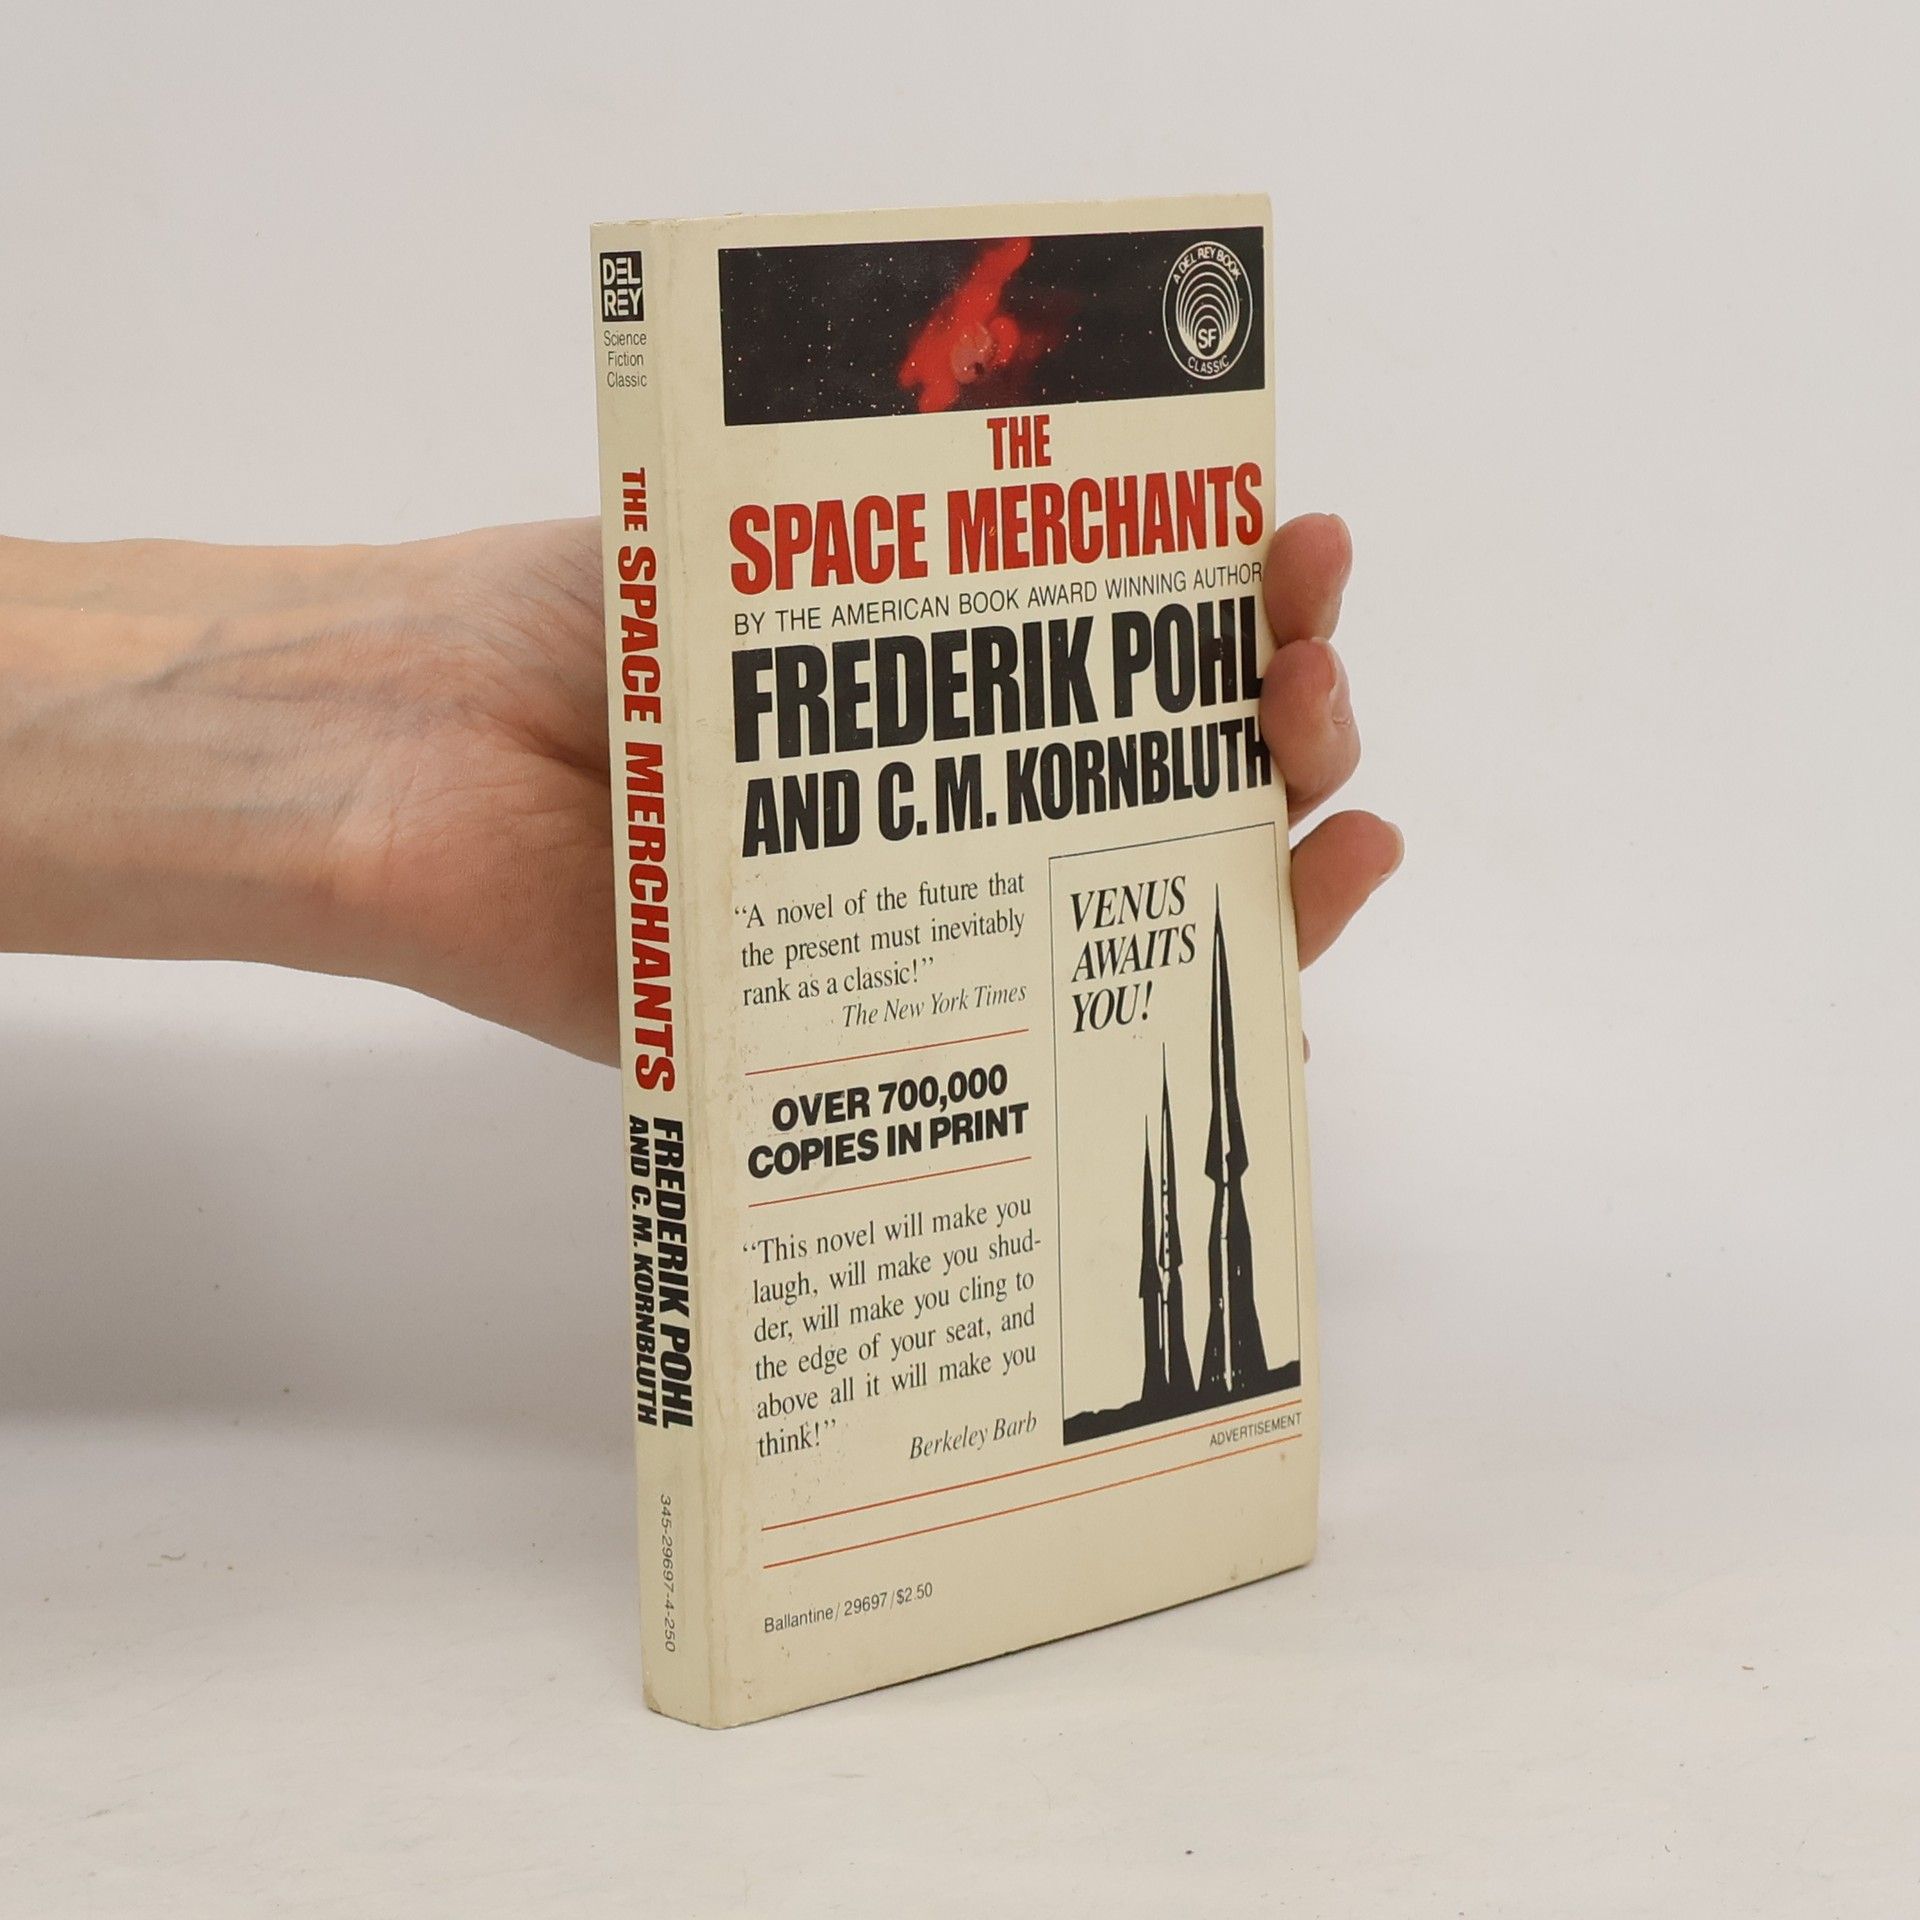 DEL
REY
Science
Fiction
Classic
THE SPACE MERCHANTS
FREDERIK POHL
AND C. M. KORNBLUTH
345-29697-4-250
A DEL REY BOOK
SF
CLASSIC
THE
SPACE MERCHANTS
BY THE AMERICAN BOOK AWARD WINNING AUTHOR
FREDERIK POHL
AND C. M. KORNBLUTH
“A novel of the future that
the present must inevitably
rank as a classic!”
The New York Times
OVER 700,000
COPIES IN PRINT
“This novel will make you
laugh, will make you shud-
der, will make you cling to
the edge of your seat, and
above all it will make you
think!”
Berkeley Barb
VENUS
AWAITS
YOU!
ADVERTISEMENT
Ballantine/29697/$2.50